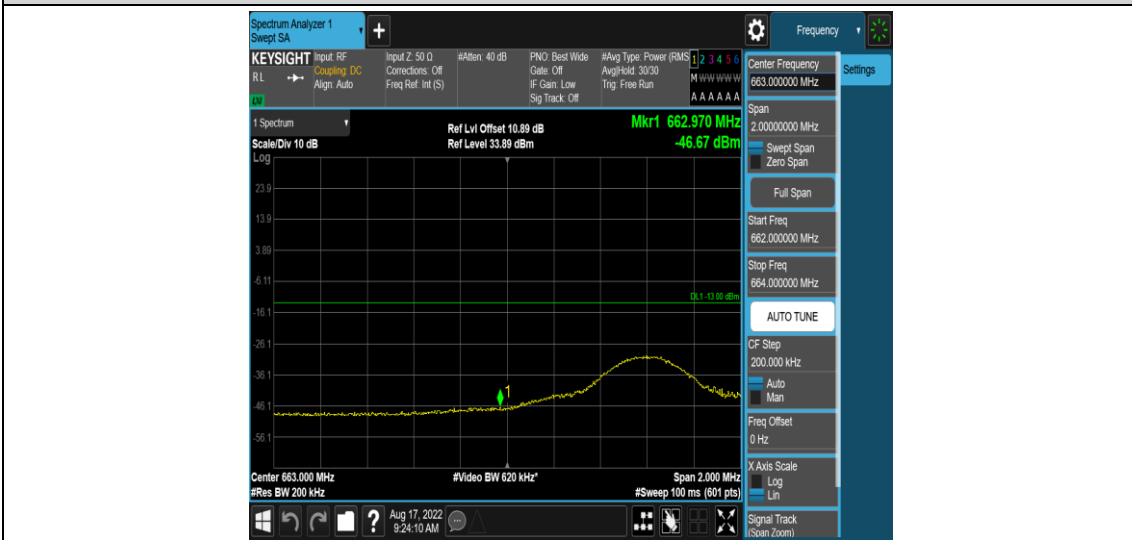 Spectrum Analyzer 1
Swept SA
+
Frequency
KEYSIGHT
RL
LXI
Input: RF
Coupling: DC
Align: Auto
Input Z: 50 Ω
Corrections: Off
Freq Ref: Int (S)
#Atten: 40 dB
PNO: Best Wide
Gate: Off
IF Gain: Low
Sig Track: Off
#Avg Type: Power (RMS
Avg|Hold: 30/30
Trig: Free Run
1 2 3 4 5 6
M W W W W W
A A A A A A
1 Spectrum
Scale/Div 10 dB
Log
Ref Lvl Offset 10.89 dB
Ref Level 33.89 dBm
Mkr1 662.970 MHz
-46.67 dBm
23.9
13.9
3.89
-6.11
DL1 -13.00 dBm
-16.1
-26.1
-36.1
1
-46.1
-56.1
Center 663.000 MHz
#Res BW 200 kHz
#Video BW 620 kHz*
Span 2.000 MHz
#Sweep 100 ms (601 pts)
?
Aug 17, 2022
9:24:10 AM
Center Frequency
663.000000 MHz
Settings
Span
2.00000000 MHz
Swept Span
Zero Span
Full Span
Start Freq
662.000000 MHz
Stop Freq
664.000000 MHz
AUTO TUNE
CF Step
200.000 kHz
Auto
Man
Freq Offset
0 Hz
X Axis Scale
Log
Lin
Signal Track
(Span Zoom)